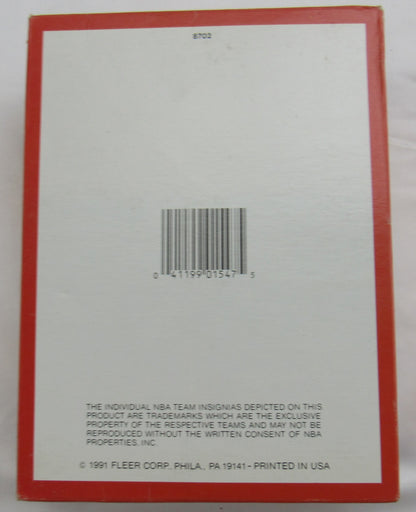 8702
0 41199 01547 5
THE INDIVIDUAL NBA TEAM INSIGNIAS DEPICTED ON THIS
PRODUCT ARE TRADEMARKS WHICH ARE THE EXCLUSIVE
PROPERTY OF THE RESPECTIVE TEAMS AND MAY NOT BE
REPRODUCED WITHOUT THE WRITTEN CONSENT OF NBA
PROPERTIES, INC.
© 1991 FLEER CORP. PHILA., PA 19141 - PRINTED IN USA